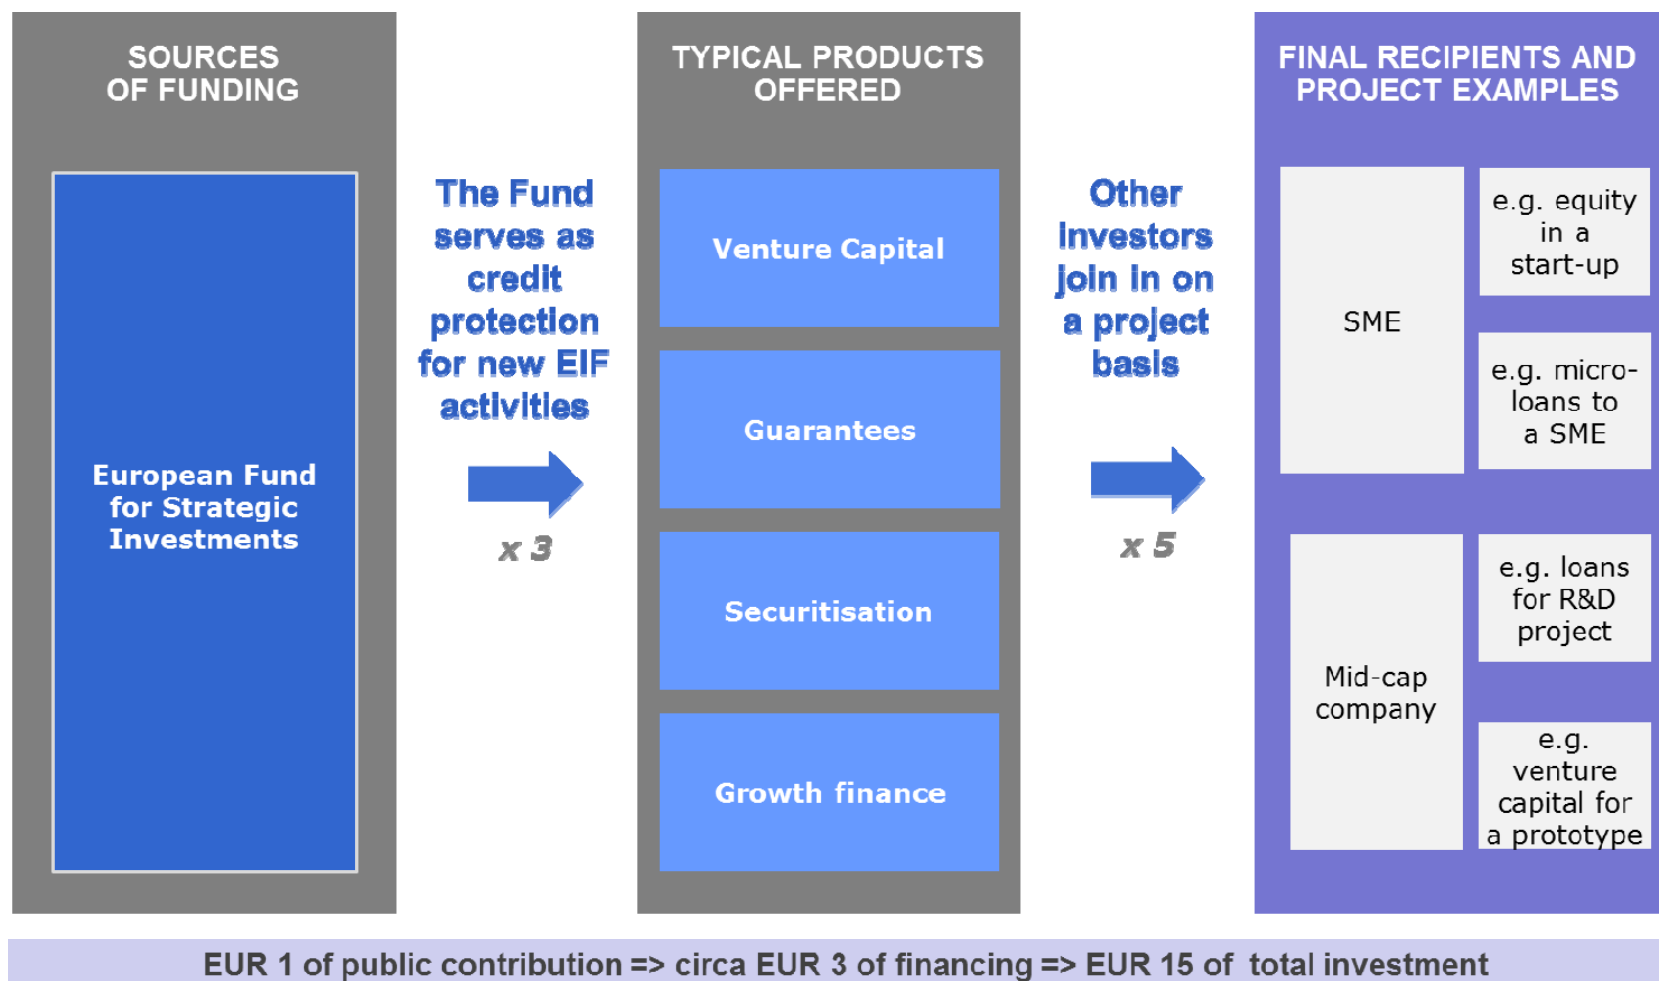 SOURCES
OF FUNDING
European Fund
for Strategic
Investments
The Fund
serves as
credit
protection
for new EIF
activities
x 3
TYPICAL PRODUCTS
OFFERED
Venture Capital
Guarantees
Securitisation
Growth finance
Other
investors
join in on
a project
basis
x 5
FINAL RECIPIENTS AND
PROJECT EXAMPLES
SME
e.g. equity
in a
start-up
e.g. micro-
loans to
a SME
Mid-cap
company
e.g. loans
for R&D
project
e.g.
venture
capital for
a prototype
EUR 1 of public contribution => circa EUR 3 of financing => EUR 15 of total investment